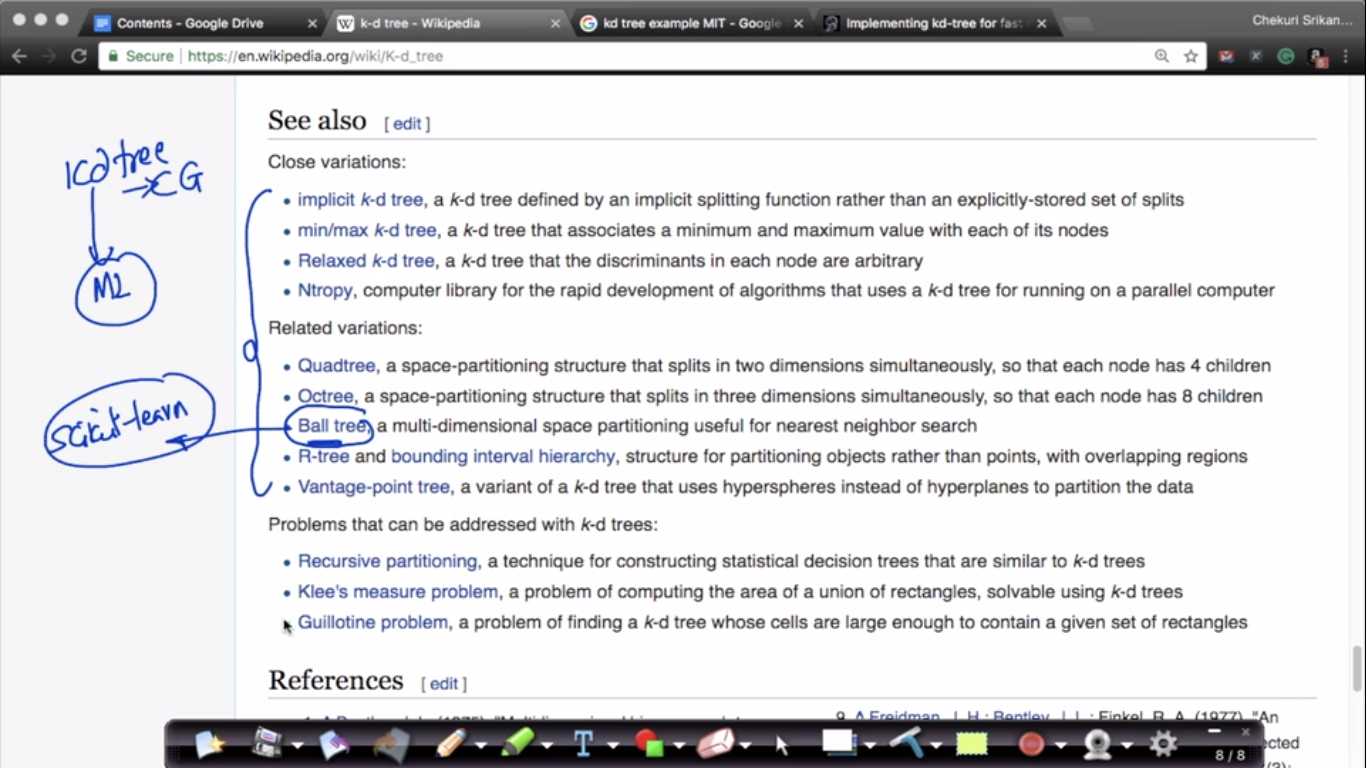 Contents - Google Drive
k-d tree - Wikipedia
kd tree example MIT - Google
Implementing kd-tree for fast
Chekuri Srikan...
Secure https://en.wikipedia.org/wiki/K-d_tree
See also [ edit ]
Close variations:
implicit k-d tree, a k-d tree defined by an implicit splitting function rather than an explicitly-stored set of splits
min/max k-d tree, a k-d tree that associates a minimum and maximum value with each of its nodes
Relaxed k-d tree, a k-d tree that the discriminants in each node are arbitrary
Ntropy, computer library for the rapid development of algorithms that uses a k-d tree for running on a parallel computer
Related variations:
Quadtree, a space-partitioning structure that splits in two dimensions simultaneously, so that each node has 4 children
Octree, a space-partitioning structure that splits in three dimensions simultaneously, so that each node has 8 children
Ball tree, a multi-dimensional space partitioning useful for nearest neighbor search
R-tree and bounding interval hierarchy, structure for partitioning objects rather than points, with overlapping regions
Vantage-point tree, a variant of a k-d tree that uses hyperspheres instead of hyperplanes to partition the data
Problems that can be addressed with k-d trees:
Recursive partitioning, a technique for constructing statistical decision trees that are similar to k-d trees
Klee's measure problem, a problem of computing the area of a union of rectangles, solvable using k-d trees
Guillotine problem, a problem of finding a k-d tree whose cells are large enough to contain a given set of rectangles
References [ edit ]
(1977). "An
ected
kd tree
CG
ML
scikit-learn
8 / 8